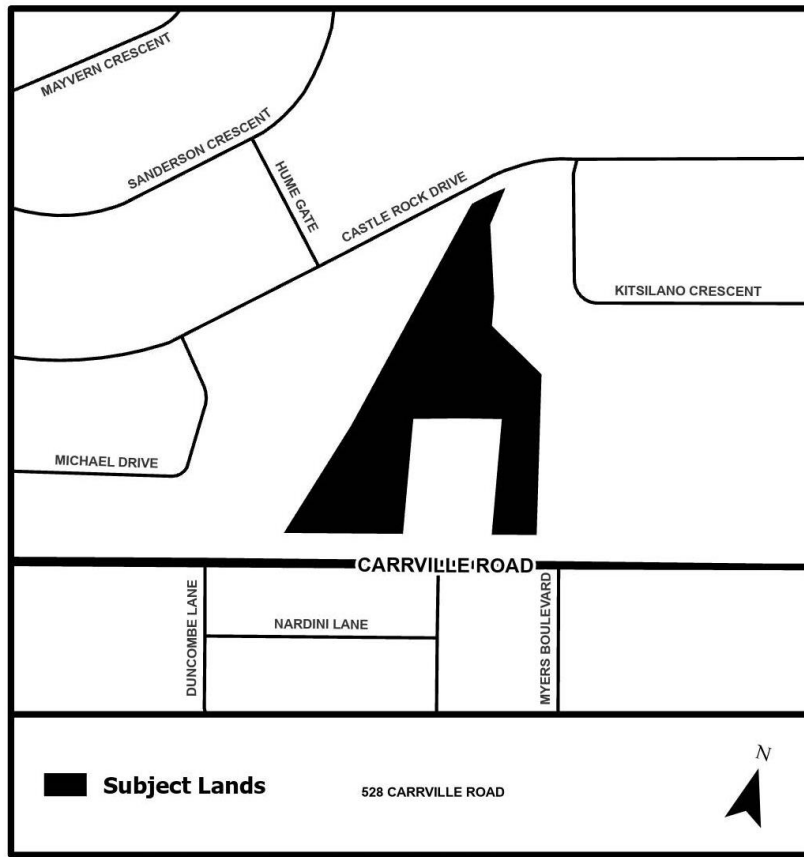 MAYVERN CRESCENT
SANDERSON CRESCENT
HUME GATE
CASTLE ROCK DRIVE
KITSILANO CRESCENT
MICHAEL DRIVE
CARRVILLE ROAD
DUNCOMBE LANE
NARDINI LANE
MYERS BOULEVARD
N
Subject Lands
528 CARRVILLE ROAD